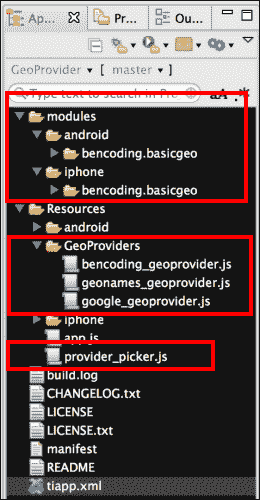 Ap...
Pr...
Ou...
GeoProvider
[ master ]
Type text to search in Pre
aA .*
modules
android
bencoding.basicgeo
iphone
bencoding.basicgeo
Resources
android
GeoProviders
bencoding_geoprovider.js
geonames_geoprovider.js
google_geoprovider.js
iphone
app.js
provider_picker.js
build.log
CHANGELOG.txt
LICENSE
LICENSE.txt
manifest
README
tiapp.xml